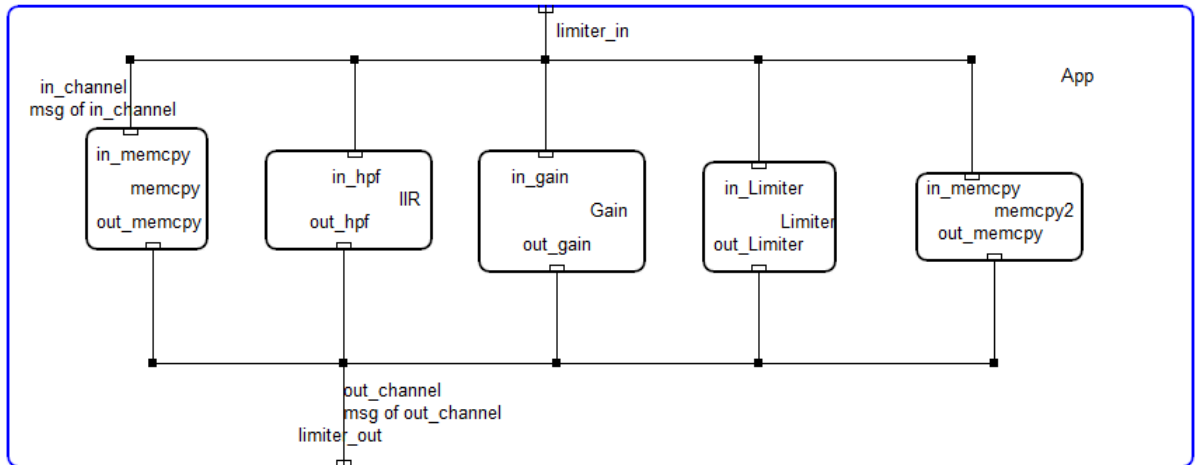 limiter_in
App
in_channel
msg of in_channel
in_memcpy
memcpy
out_memcpy
in_hpf
IIR
out_hpf
in_gain
Gain
out_gain
in_Limiter
Limiter
out_Limiter
in_memcpy
memcpy2
out_memcpy
out_channel
msg of out_channel
limiter_out